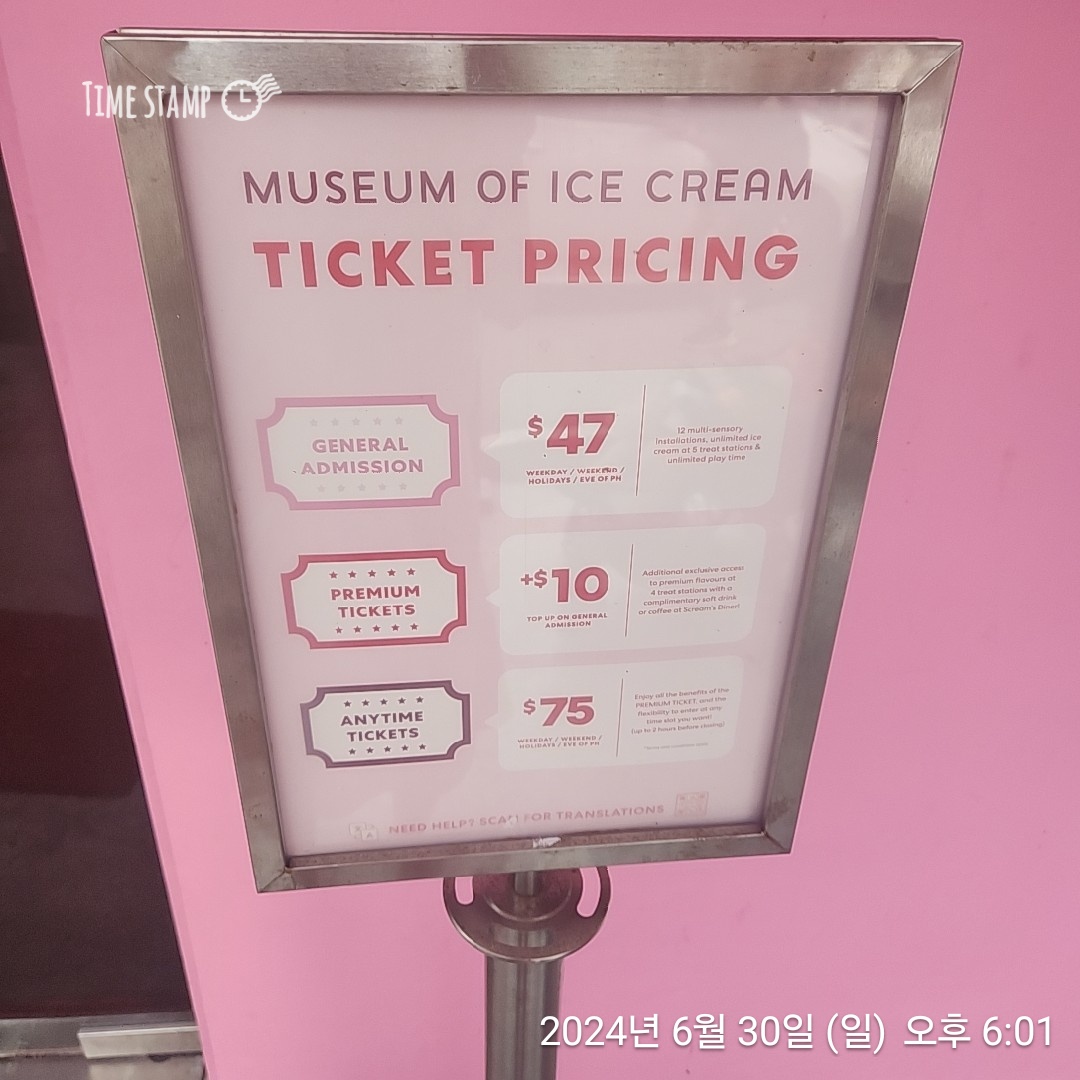 TIME STAMP
MUSEUM OF ICE CREAM
TICKET PRICING
GENERAL
ADMISSION
$47
WEEKDAY / WEEKEND /
HOLIDAYS / EVE OF PH
12 multi-sensory
installations, unlimited ice
cream at 5 treat stations &
unlimited play time
PREMIUM
TICKETS
+$10
TOP UP ON GENERAL
ADMISSION
Additional exclusive access
to premium flavours at
4 treat stations with a
complimentary soft drink
or coffee at Scream's Diner!
ANYTIME
TICKETS
$75
WEEKDAY / WEEKEND /
HOLIDAYS / EVE OF PH
Enjoy all the benefits of the
PREMIUM TICKET, and the
flexibility to enter at any
time slot you want!
(up to 2 hours before closing)
NEED HELP? SCAN FOR TRANSLATIONS
2024년 6월 30일 (일) 오후 6:01